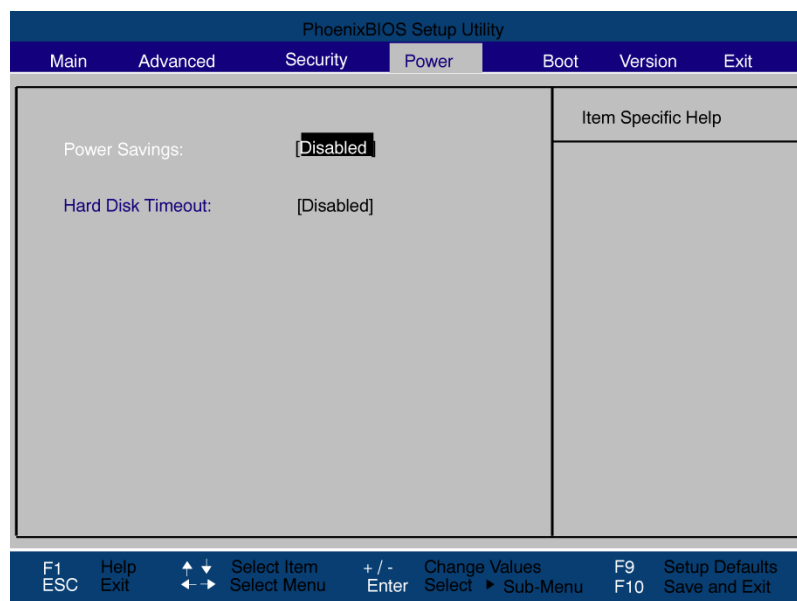 PhoenixBIOS Setup Utility
Main Advanced Security Power Boot Version Exit
Item Specific Help
Power Savings: [Disabled ]
Hard Disk Timeout: [Disabled]
F1 Help ↑ ↓ Select Item + / - Change Values F9 Setup Defaults
ESC Exit ← → Select Menu Enter Select ▶ Sub-Menu F10 Save and Exit